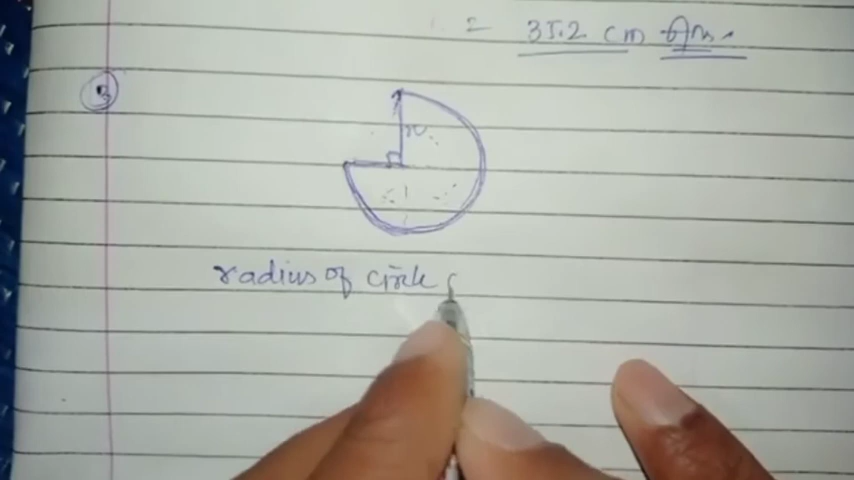 = 35.2 cm Ans.
3
radius of circle (